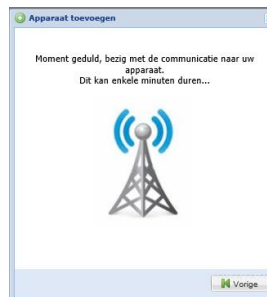 Apparaat toevoegen
Moment geduld, bezig met de communicatie naar uw
apparaat.
Dit kan enkele minuten duren...
Vorige